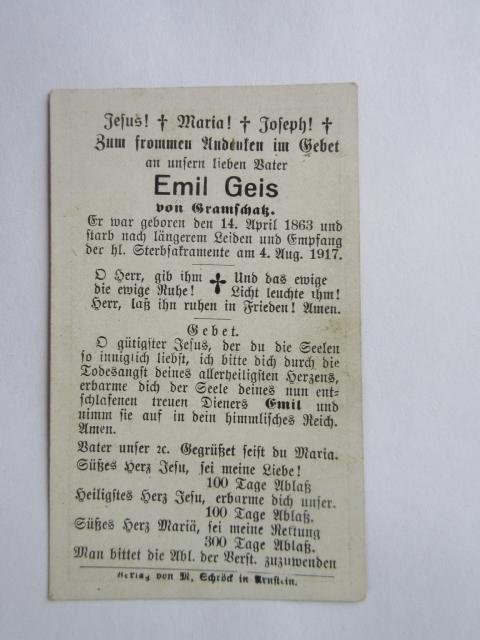 Jesus! † Maria! † Joseph! †
Zum frommen Andenken im Gebet
an unsern lieben Vater
Emil Geis
von Gramschatz.
Er war geboren den 14. April 1863 und
starb nach längerem Leiden und Empfang
der hl. Sterbsakramente am 4. Aug. 1917.
O Herr, gib ihm † Und das ewige
die ewige Ruhe! Licht leuchte ihm!
Herr, laß ihn ruhen in Frieden! Amen.
Gebet.
O gütigster Jesus, der du die Seelen
so inniglich liebst, ich bitte dich durch die
Todesangst deines allerheiligsten Herzens,
erbarme dich der Seele deines nun ent-
schlafenen treuen Dieners Emil und
nimm sie auf in dein himmlisches Reich.
Amen.
Vater unser ꝛc. Gegrüßet seist du Maria.
Süßes Herz Jesu, sei meine Liebe!
100 Tage Ablaß
Heiligstes Herz Jesu, erbarme dich unser.
100 Tage Ablaß.
Süßes Herz Mariä, sei meine Rettung
300 Tage Ablaß.
Man bittet die Abl. der Verst. zuzuwenden
Verlag von M. Schröck in Arnstein.